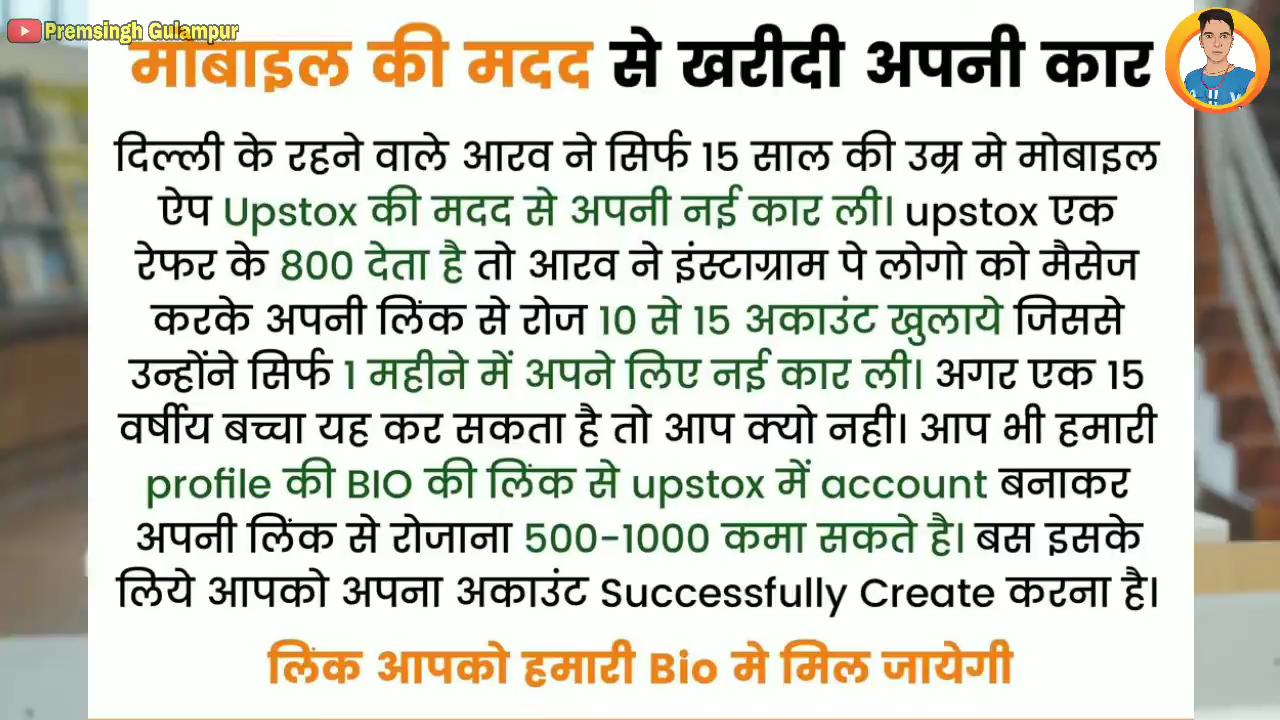 Premsingh Gulampur
मोबाइल की मदद से खरीदी अपनी कार
दिल्ली के रहने वाले आरव ने सिर्फ 15 साल की उम्र मे मोबाइल
ऐप Upstox की मदद से अपनी नई कार ली। upstox एक
रेफर के 800 देता है तो आरव ने इंस्टाग्राम पे लोगो को मैसेज
करके अपनी लिंक से रोज 10 से 15 अकाउंट खुलाये जिससे
उन्होंने सिर्फ 1 महीने में अपने लिए नई कार ली। अगर एक 15
वर्षीय बच्चा यह कर सकता है तो आप क्यो नही। आप भी हमारी
profile की BIO की लिंक से upstox में account बनाकर
अपनी लिंक से रोजाना 500-1000 कमा सकते है। बस इसके
लिये आपको अपना अकाउंट Successfully Create करना है।
लिंक आपको हमारी Bio मे मिल जायेगी